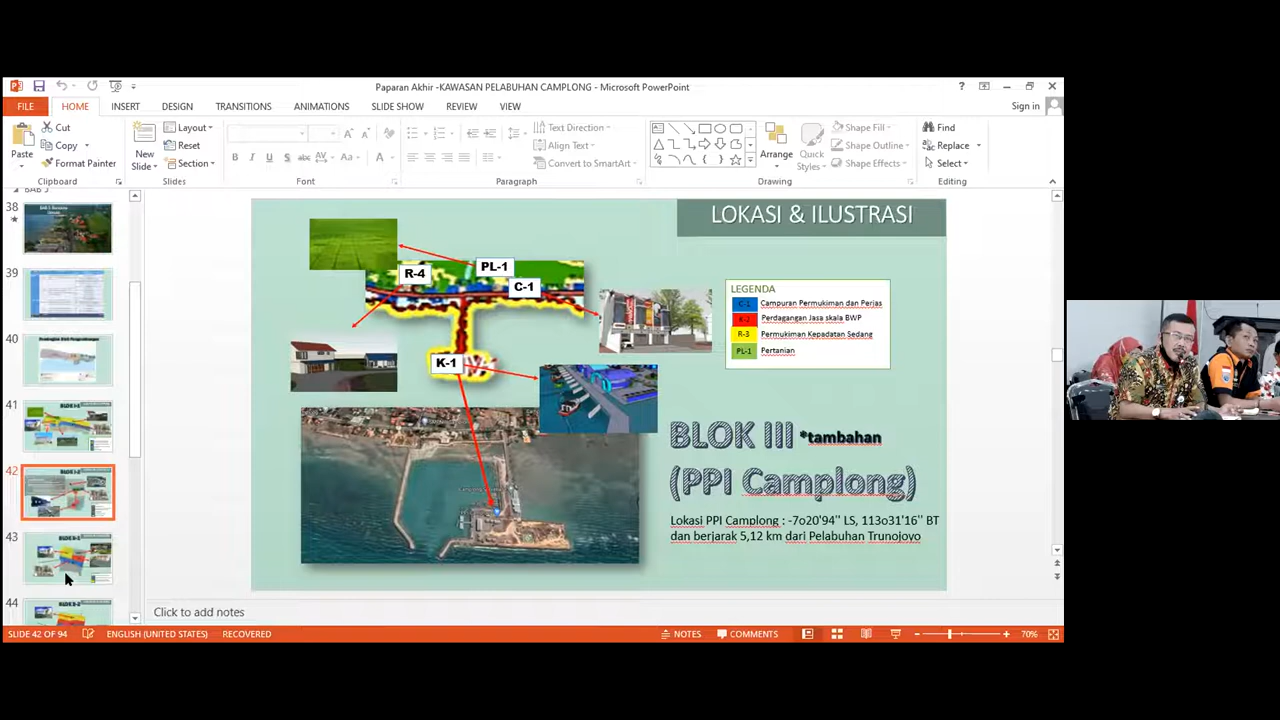 Paparan Akhir -KAWASAN PELABUHAN CAMPLONG - Microsoft PowerPoint
Sign in
FILE HOME INSERT DESIGN TRANSITIONS ANIMATIONS SLIDE SHOW REVIEW VIEW
Paste
Cut
Copy
Format Painter
Clipboard
New Slide
Layout
Reset
Section
Slides
B I U S abc AV Aa A
Font
Text Direction
Align Text
Convert to SmartArt
Paragraph
Arrange
Quick Styles
Shape Fill
Shape Outline
Shape Effects
Drawing
Find
Replace
Select
Editing
38
39
40
41
42
43
44
LOKASI & ILUSTRASI
PL-1
R-4
C-1
K-1
LEGENDA
C-1 Campuran Permukiman dan Perjas
K-2 Perdagangan Jasa skala BWP
R-3 Permukiman Kepadatan Sedang
PL-1 Pertanian
BLOK III *tambahan
(PPI Camplong)
Lokasi PPI Camplong : -7o20'94'' LS, 113o31'16'' BT
dan berjarak 5,12 km dari Pelabuhan Trunojoyo
Click to add notes
SLIDE 42 OF 94 ENGLISH (UNITED STATES) RECOVERED NOTES COMMENTS 70%